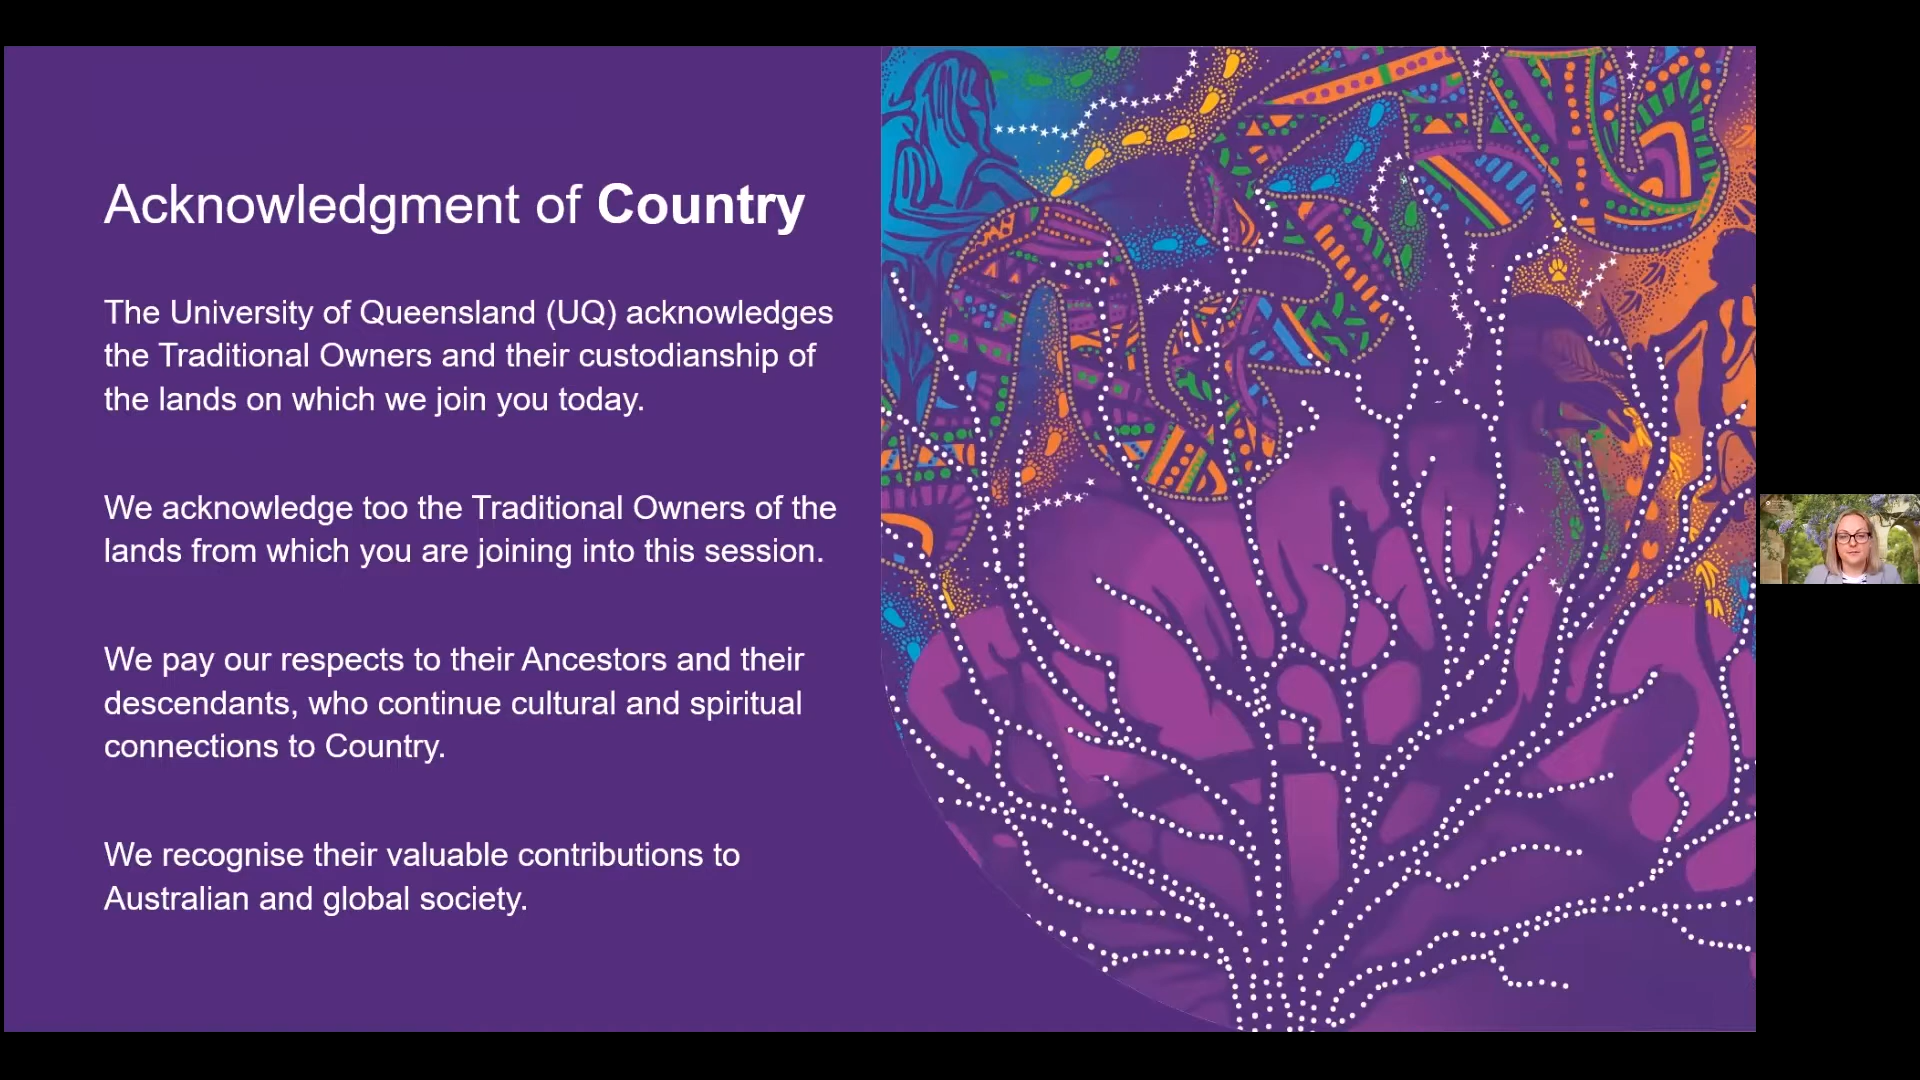 Acknowledgment of Country
The University of Queensland (UQ) acknowledges
the Traditional Owners and their custodianship of
the lands on which we join you today.
We acknowledge too the Traditional Owners of the
lands from which you are joining into this session.
We pay our respects to their Ancestors and their
descendants, who continue cultural and spiritual
connections to Country.
We recognise their valuable contributions to
Australian and global society.